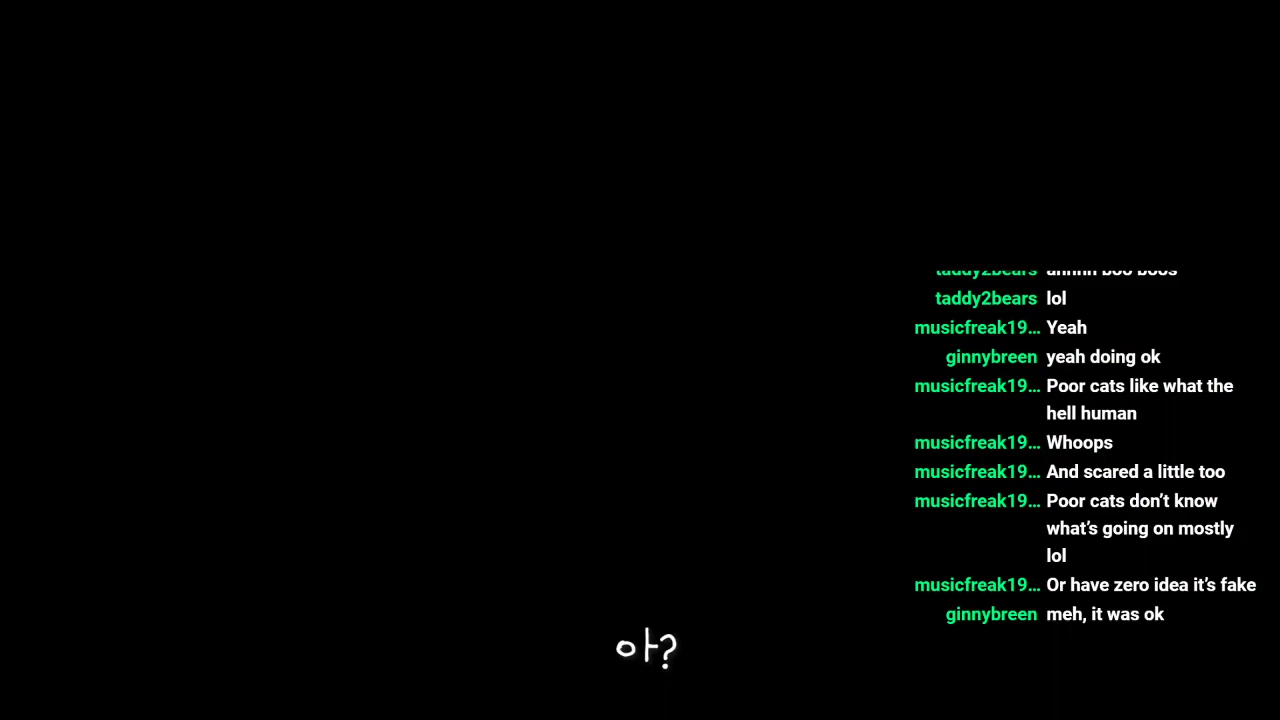 taddy2bears lol
musicfreak19… Yeah
ginnybreen yeah doing ok
musicfreak19… Poor cats like what the
hell human
musicfreak19… Whoops
musicfreak19… And scared a little too
musicfreak19… Poor cats don’t know
what’s going on mostly
lol
musicfreak19… Or have zero idea it’s fake
ginnybreen meh, it was ok
아?